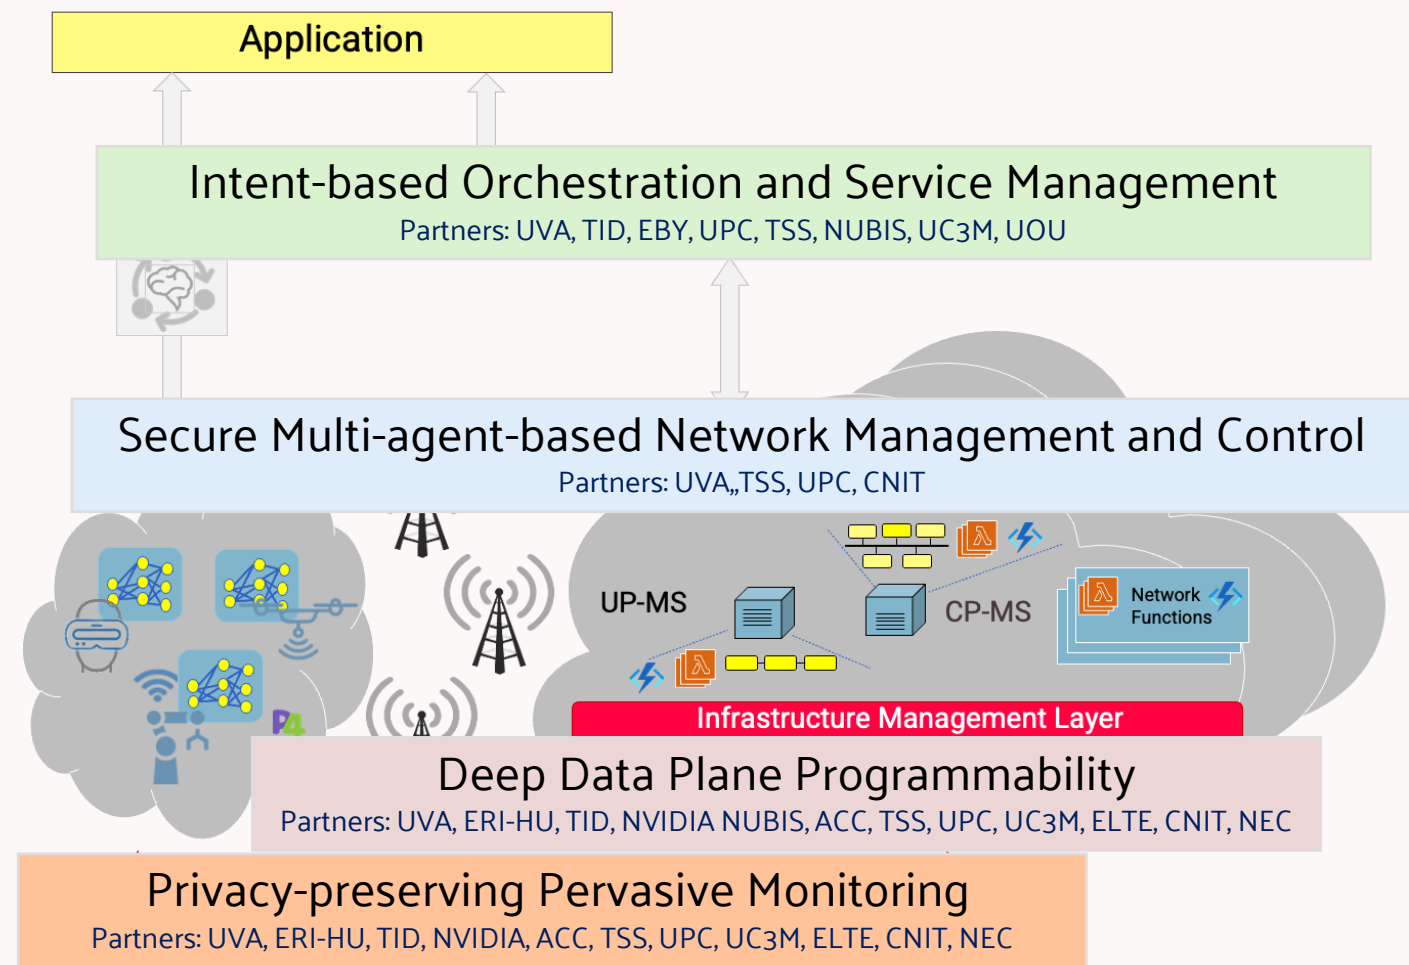 Application
Intent-based Orchestration and Service Management
Partners: UVA, TID, EBY, UPC, TSS, NUBIS, UC3M, UOU
Secure Multi-agent-based Network Management and Control
Partners: UVA,,TSS, UPC, CNIT
UP-MS
CP-MS
Network
Functions
P4
Infrastructure Management Layer
Deep Data Plane Programmability
Partners: UVA, ERI-HU, TID, NVIDIA NUBIS, ACC, TSS, UPC, UC3M, ELTE, CNIT, NEC
Privacy-preserving Pervasive Monitoring
Partners: UVA, ERI-HU, TID, NVIDIA, ACC, TSS, UPC, UC3M, ELTE, CNIT, NEC